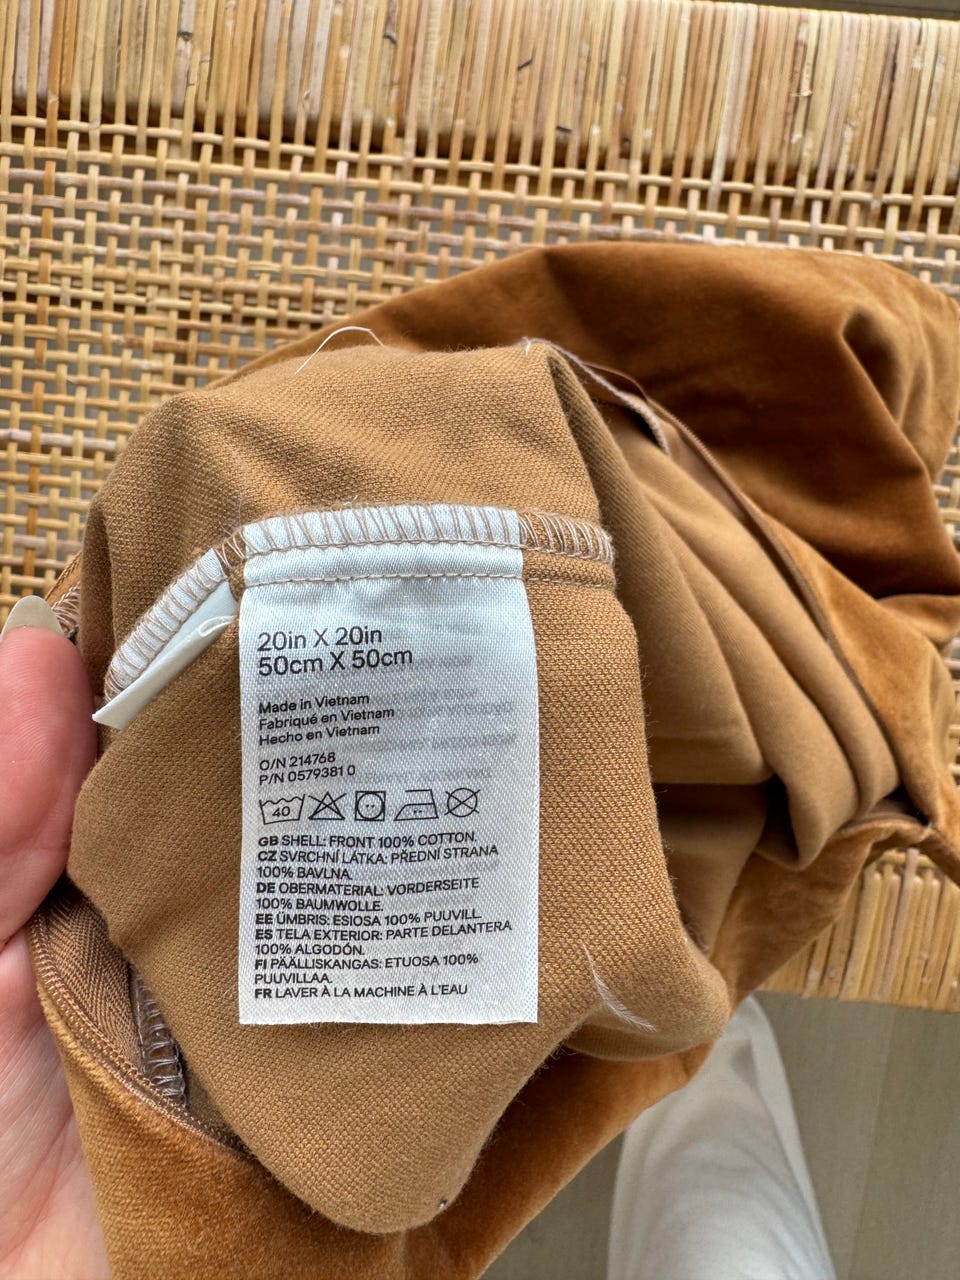 20in X 20in
50cm X 50cm
Made in Vietnam
Fabriqué en Vietnam
Hecho en Vietnam
O/N 214768
P/N 0579381 0
40
GB SHELL: FRONT 100% COTTON.
CZ SVRCHNÍ LÁTKA: PŘEDNÍ STRANA
100% BAVLNA.
DE OBERMATERIAL: VORDERSEITE
100% BAUMWOLLE.
EE ÜMBRIS: ESIOSA 100% PUUVILL.
ES TELA EXTERIOR: PARTE DELANTERA
100% ALGODÓN.
FI PÄÄLLISKANGAS: ETUOSA 100%
PUUVILLAA.
FR LAVER À LA MACHINE À L'EAU